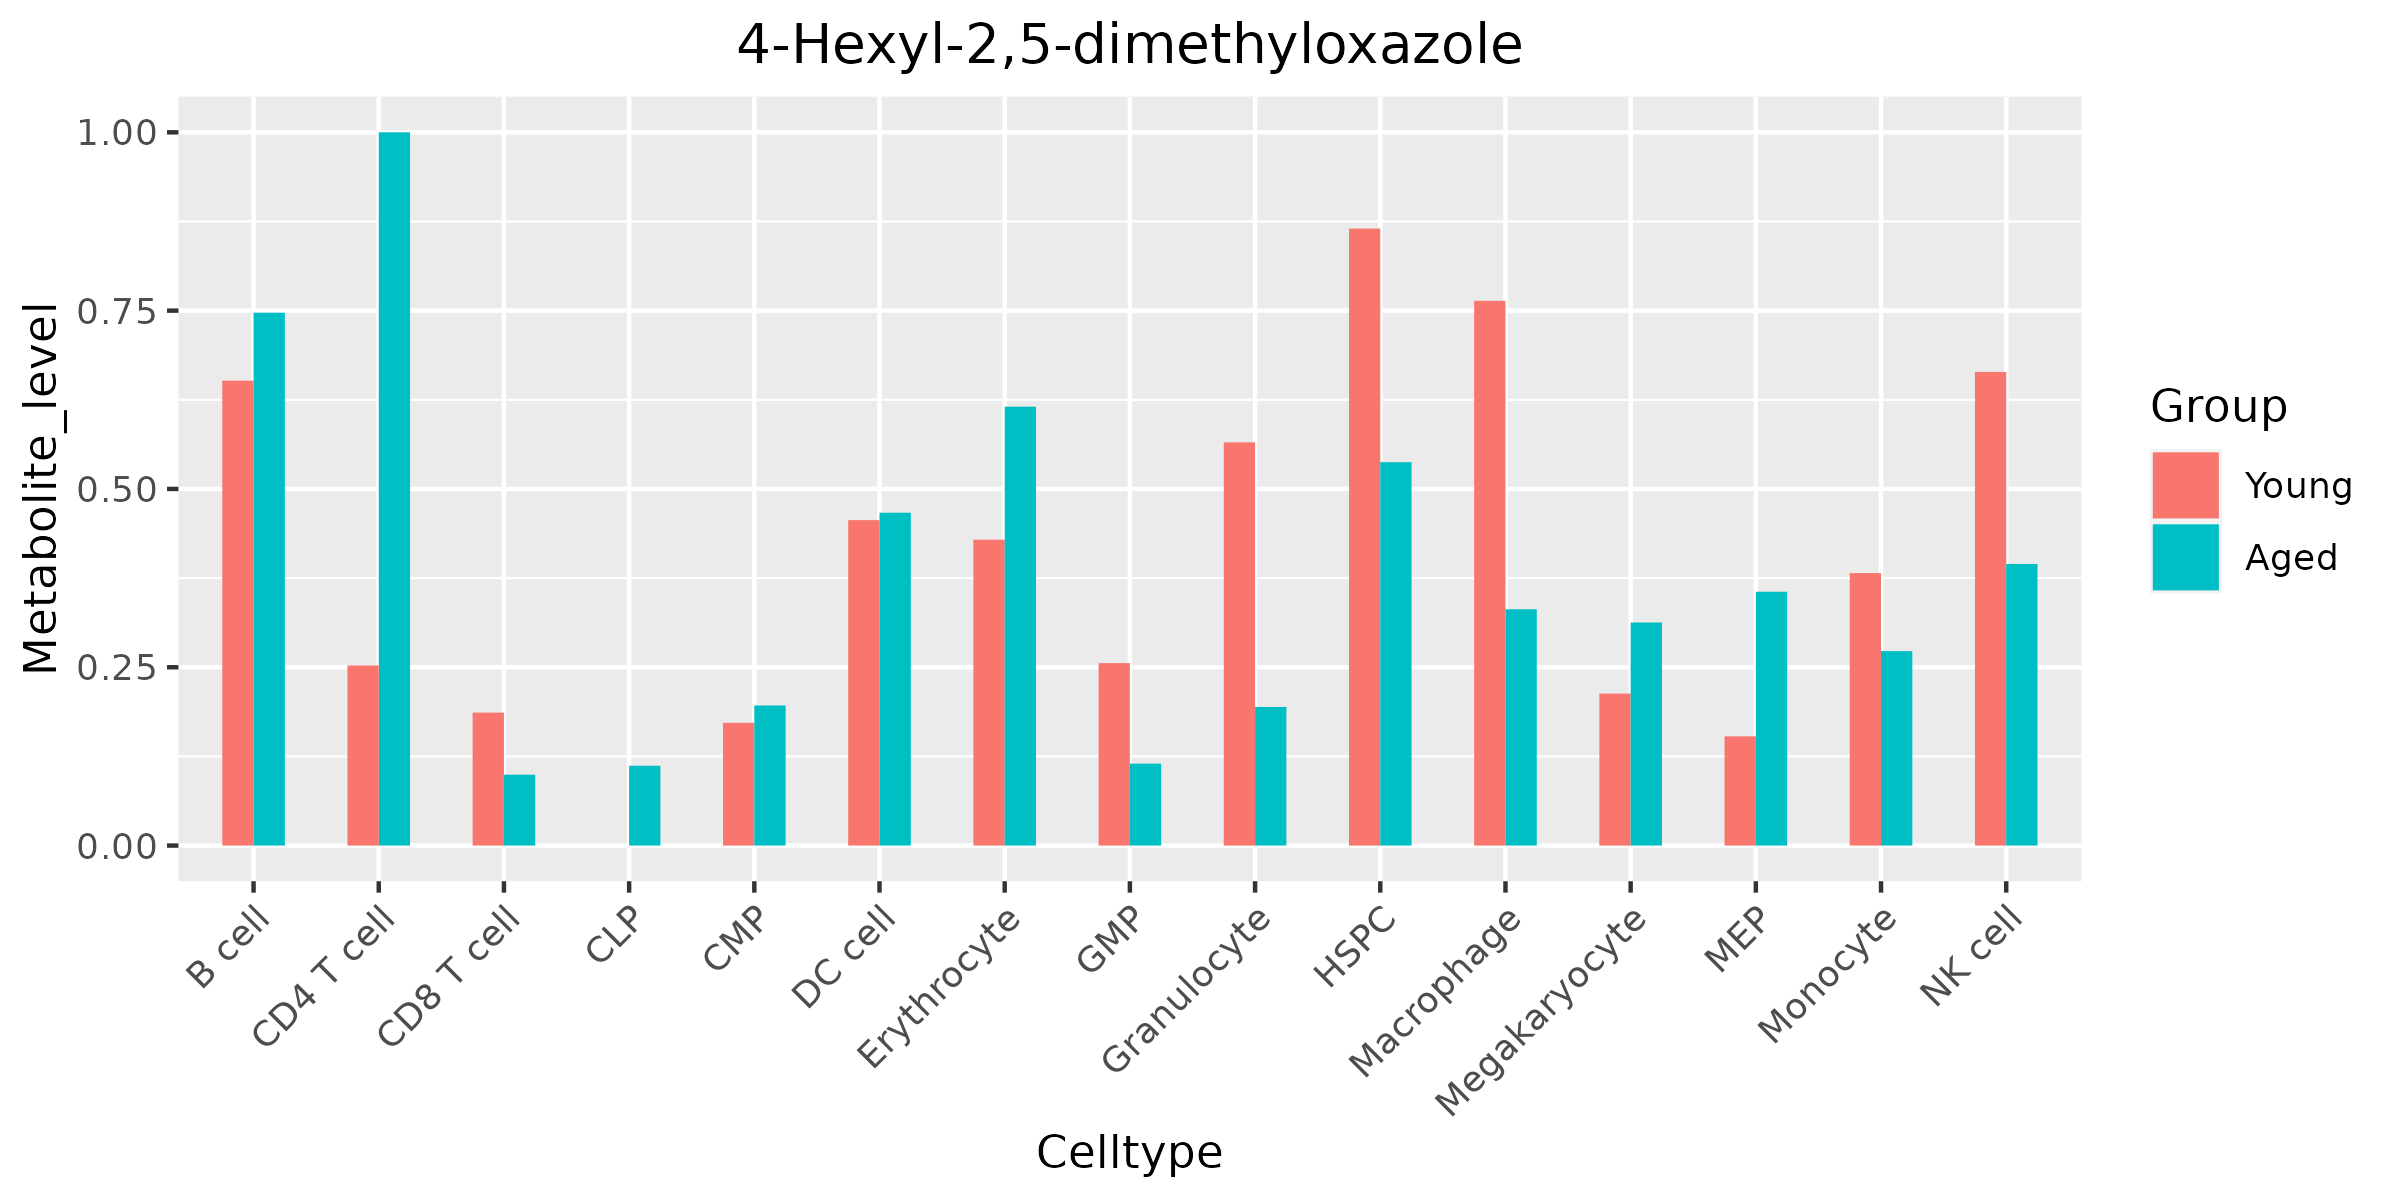 4-Hexyl-2,5-dimethyloxazole
Metabolite_level
1.00
0.75
0.50
0.25
0.00
B cell
CD4 T cell
CD8 T cell
CLP
CMP
DC cell
Erythrocyte
GMP
Granulocyte
HSPC
Macrophage
Megakaryocyte
MEP
Monocyte
NK cell
Celltype
Group
Young
Aged